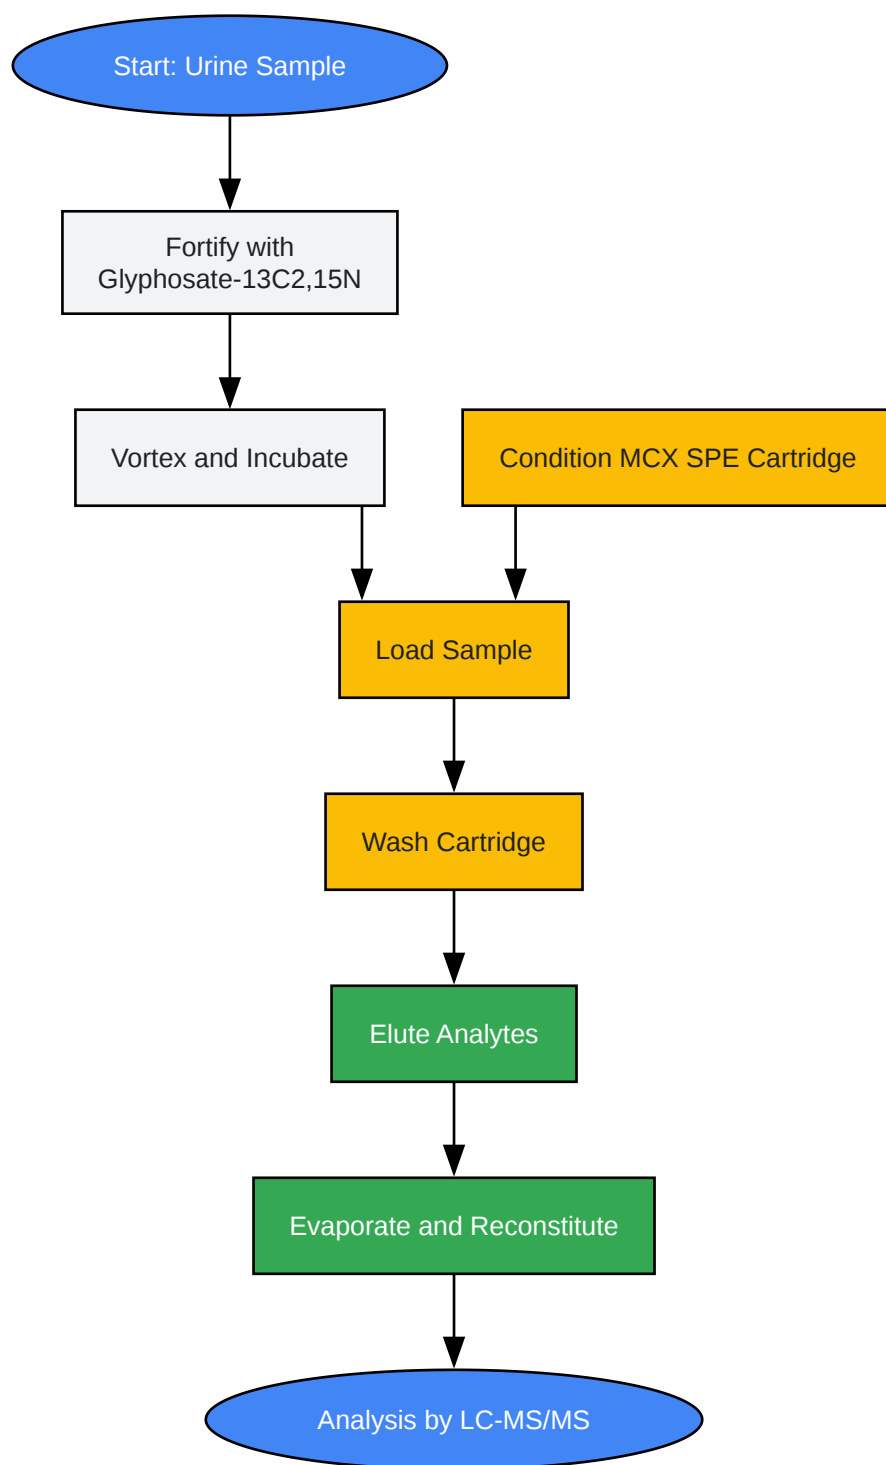 Start: Urine Sample
Fortify with
Glyphosate-13C2,15N
Vortex and Incubate
Condition MCX SPE Cartridge
Load Sample
Wash Cartridge
Elute Analytes
Evaporate and Reconstitute
Analysis by LC-MS/MS